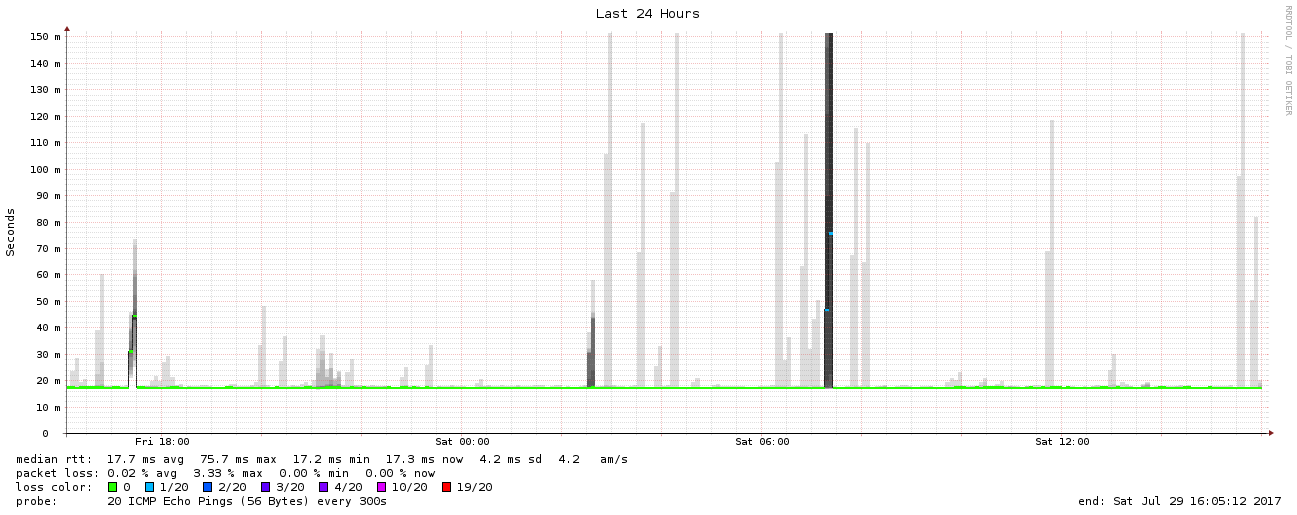 Last 24 Hours
RRDTOOL / TOBI OETIKER
Seconds
150 m
140 m
130 m
120 m
110 m
100 m
90 m
80 m
70 m
60 m
50 m
40 m
30 m
20 m
10 m
0
Fri 18:00 Sat 00:00 Sat 06:00 Sat 12:00
median rtt: 17.7 ms avg 75.7 ms max 17.2 ms min 17.3 ms now 4.2 ms sd 4.2 am/s
packet loss: 0.02 % avg 3.33 % max 0.00 % min 0.00 % now
loss color: 0 1/20 2/20 3/20 4/20 10/20 19/20
probe: 20 ICMP Echo Pings (56 Bytes) every 300s end: Sat Jul 29 16:05:12 2017